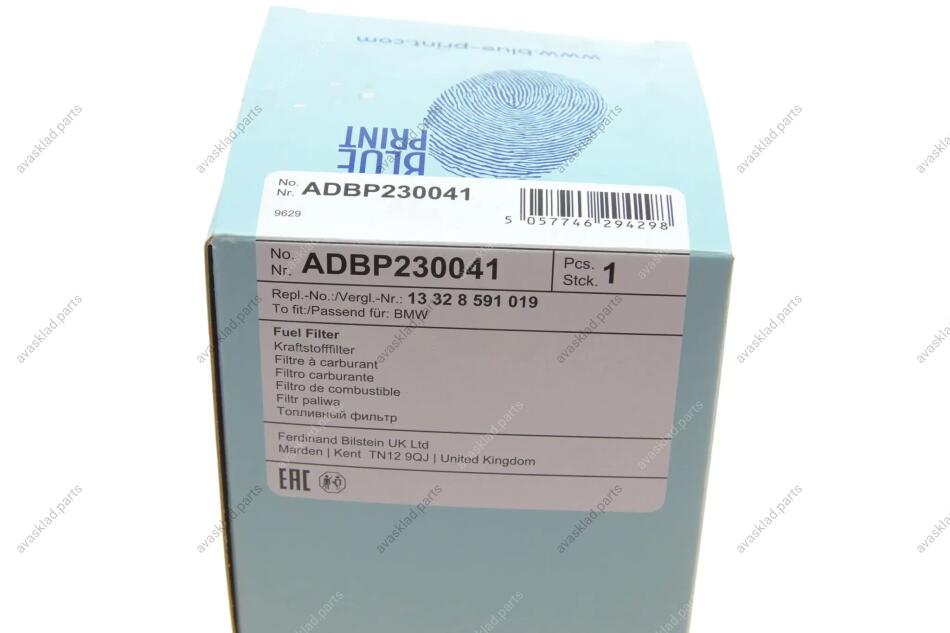 www.blue-print.com
BLUE
PRINT
No.
Nr. ADBP230041
9629
5 057746 294298
No.
Nr. ADBP230041
Pcs.
Stck. 1
Repl.-No.:/Vergl.-Nr.: 13 32 8 591 019
To fit:/Passend für: BMW
Fuel Filter
Kraftstofffilter
Filtre à carburant
Filtro carburante
Filtro de combustible
Filtr paliwa
Топливный фильтр
Ferdinand Bilstein UK Ltd
Marden | Kent TN12 9QJ | United Kingdom
EAC
avasklad.parts